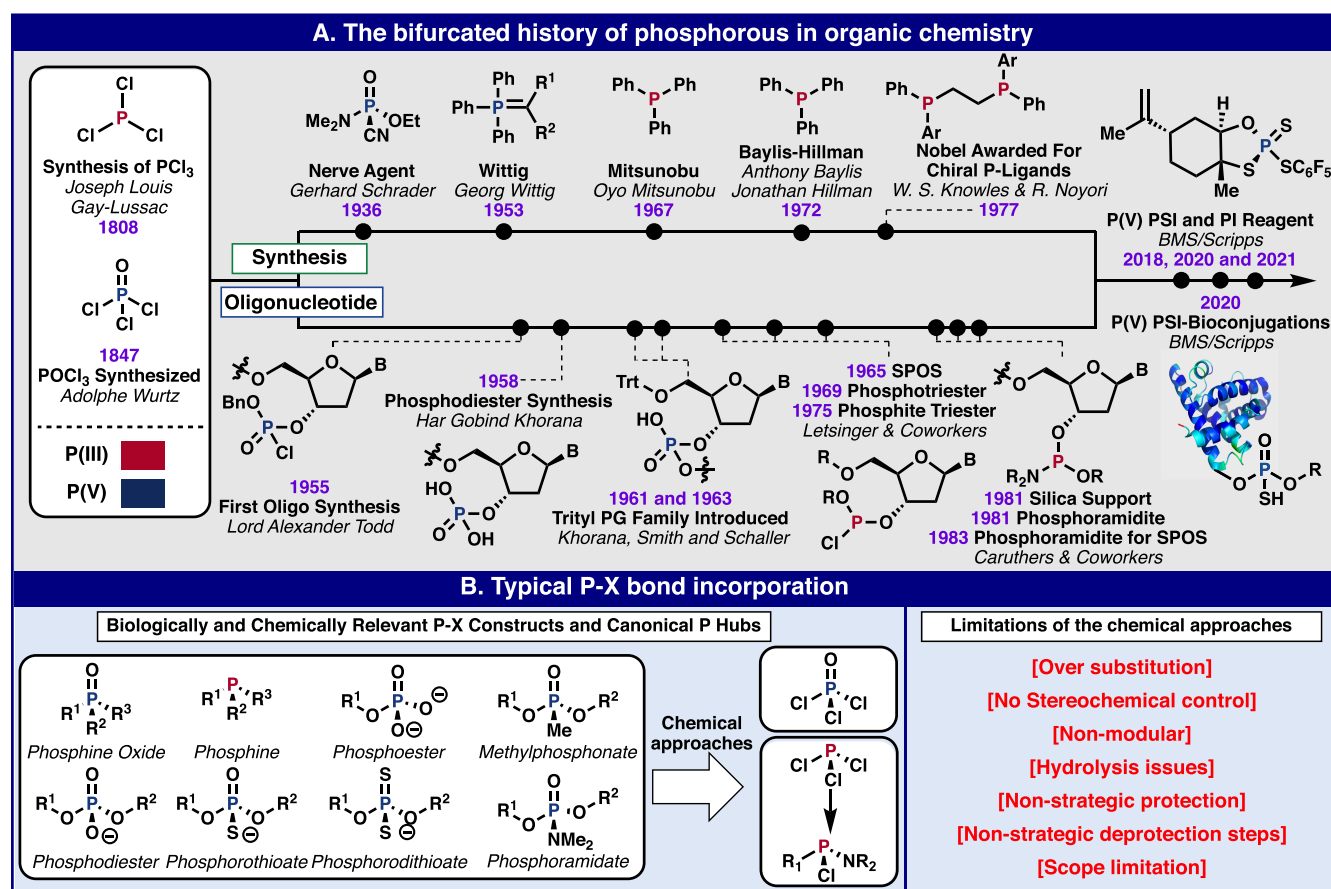 A. The bifurcated history of phosphorous in organic chemistry
Cl
P
Cl
Cl
Synthesis of PCl3
Joseph Louis
Gay-Lussac
1808
O
P
Cl
Cl
Cl
1847
POCl3 Synthesized
Adolphe Wurtz
P(III)
P(V)
O
Me2N
P
OEt
CN
Nerve Agent
Gerhard Schrader
1936
Ph
R1
Ph
P
Ph
R2
Wittig
Georg Wittig
1953
Ph
P
Ph
Ph
Mitsunobu
Oyo Mitsunobu
1967
Ph
P
Ph
Ph
Baylis-Hillman
Anthony Baylis
Jonathan Hillman
1972
Ar
Ph
P
P
Ph
Ar
Nobel Awarded For
Chiral P-Ligands
W. S. Knowles & R. Noyori
1977
H
O
S
P
Me
S
SC6F5
Me
P(V) PSI and PI Reagent
BMS/Scripps
2018, 2020 and 2021
Synthesis
Oligonucleotide
O
B
O
BnO
P
O
O
Cl
1955
First Oligo Synthesis
Lord Alexander Todd
1958
Phosphodiester Synthesis
Har Gobind Khorana
O
B
O
HO
P
O
O
OH
TrtO
O
B
HO
P
O
O
O
1961 and 1963
Trityl PG Family Introduced
Khorana, Smith and Schaller
1965 SPOS
1969 Phosphotriester
1975 Phosphite Triester
Letsinger & Coworkers
R
O
O
B
RO
P
O
Cl
O
O
B
O
P
R2N
OR
1981 Silica Support
1981 Phosphoramidite
1983 Phosphoramidite for SPOS
Caruthers & Coworkers
2020
P(V) PSI-Bioconjugations
BMS/Scripps
O
O
P
O
R
SH
B. Typical P-X bond incorporation
Biologically and Chemically Relevant P-X Constructs and Canonical P Hubs
O
R1
P
R3
R2
Phosphine Oxide
P
R1
R3
R2
Phosphine
O
R1
O
P
O
O
Phosphoester
O
R1
O
P
O
R2
Me
Methylphosphonate
O
R1
O
P
O
R2
O
Phosphodiester
O
R1
O
P
O
R2
S
Phosphorothioate
S
R1
O
P
O
R2
S
Phosphorodithioate
O
R1
O
P
O
R2
NMe2
Phosphoramidate
Chemical
approaches
O
Cl
P
Cl
Cl
P
Cl
Cl
Cl
P
R1
NR2
Cl
Limitations of the chemical approaches
[Over substitution]
[No Stereochemical control]
[Non-modular]
[Hydrolysis issues]
[Non-strategic protection]
[Non-strategic deprotection steps]
[Scope limitation]